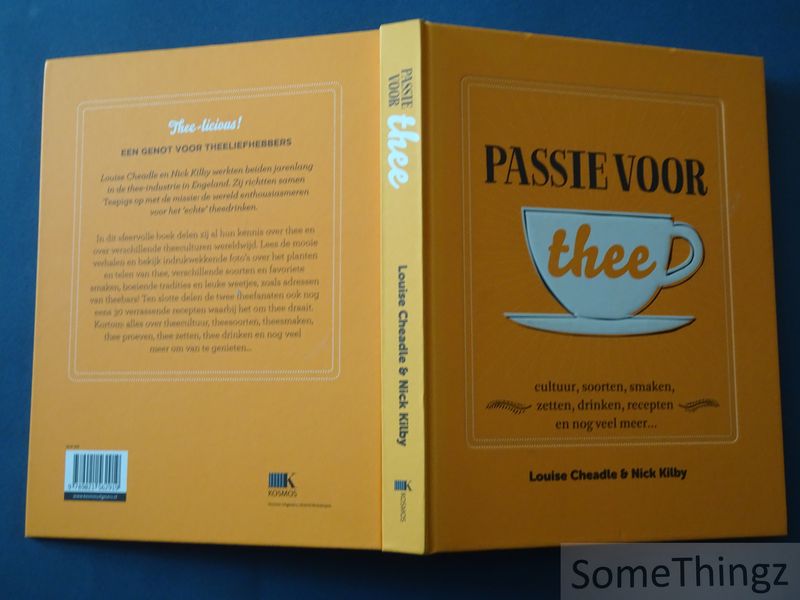 Thee-licious!
EEN GENOT VOOR THEELIEFHEBBERS
Louise Cheadle en Nick Kilby werkten beiden jarenlang
in de thee-industrie in Engeland. Zij richtten samen
Teapigs op met de missie: de wereld enthousiasmeren
voor het 'echte' theedrinken.
In dit sfeervolle boek delen zij al hun kennis over thee en
over verschillende theeculturen wereldwijd. Lees de mooie
verhalen en bekijk indrukwekkende foto's over het planten
en telen van thee, verschillende soorten en favoriete
smaken, boeiende tradities en leuke weetjes, zoals adressen
van theebars! Ten slotte delen de twee theefanaten ook nog
eens 30 verrassende recepten waarbij het om thee draait.
Kortom: alles over theecultuur, theesoorten, theesmaken,
thee proeven, thee zetten, thee drinken en nog veel
meer om van te genieten...
www.kosmosuitgevers.nl
K
KOSMOS
PASSIE
VOOR
thee
Louise Cheadle & Nick Kilby
KOSMOS
PASSIE VOOR
thee
cultuur, soorten, smaken,
zetten, drinken, recepten
en nog veel meer...
Louise Cheadle & Nick Kilby
SomeThingz